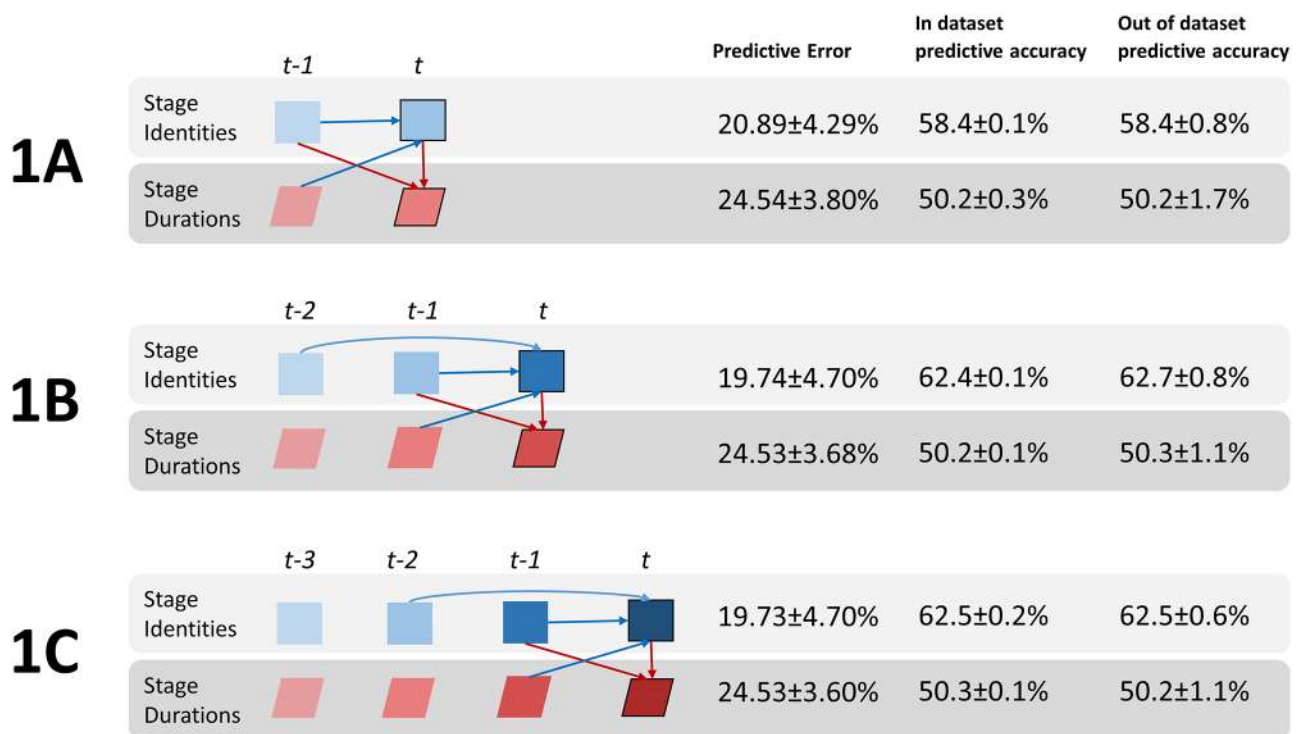 In dataset Out of dataset
Predictive Error predictive accuracy predictive accuracy
t-1 t
1A
Stage
Identities
20.89±4.29% 58.4±0.1% 58.4±0.8%
Stage
Durations
24.54±3.80% 50.2±0.3% 50.2±1.7%
t-2 t-1 t
1B
Stage
Identities
19.74±4.70% 62.4±0.1% 62.7±0.8%
Stage
Durations
24.53±3.68% 50.2±0.1% 50.3±1.1%
t-3 t-2 t-1 t
1C
Stage
Identities
19.73±4.70% 62.5±0.2% 62.5±0.6%
Stage
Durations
24.53±3.60% 50.3±0.1% 50.2±1.1%